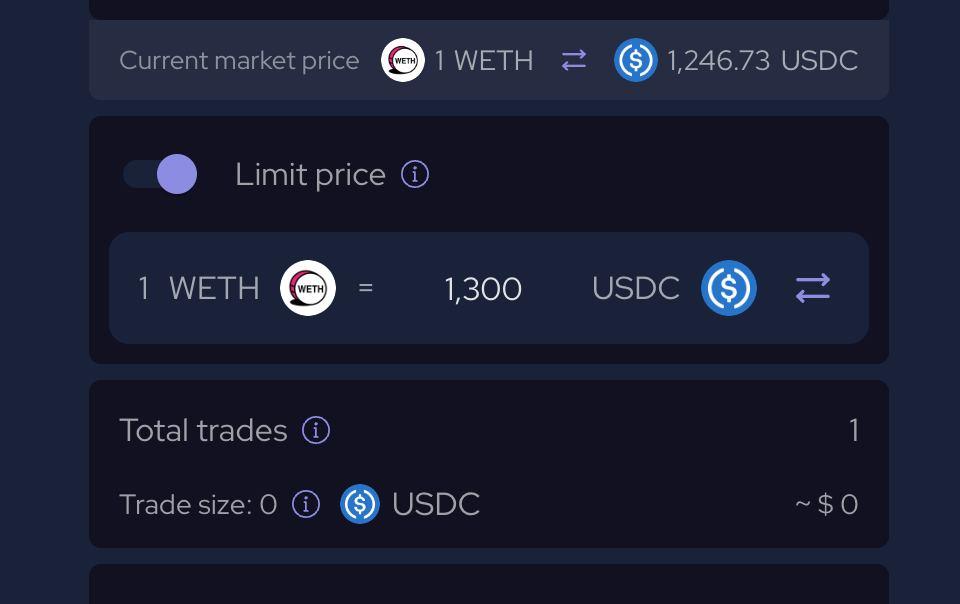 Current market price WETH 1 WETH 1,246.73 USDC
Limit price
1 WETH WETH = 1,300 USDC
Total trades 1
Trade size: 0 USDC ~ $ 0